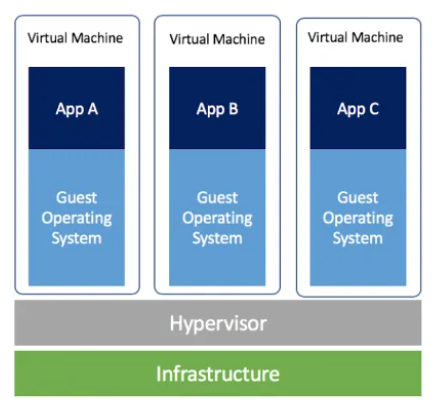 Virtual Machine
Virtual Machine
Virtual Machine
App A
App B
App C
Guest
Operating
System
Guest
Operating
System
Guest
Operating
System
Hypervisor
Infrastructure